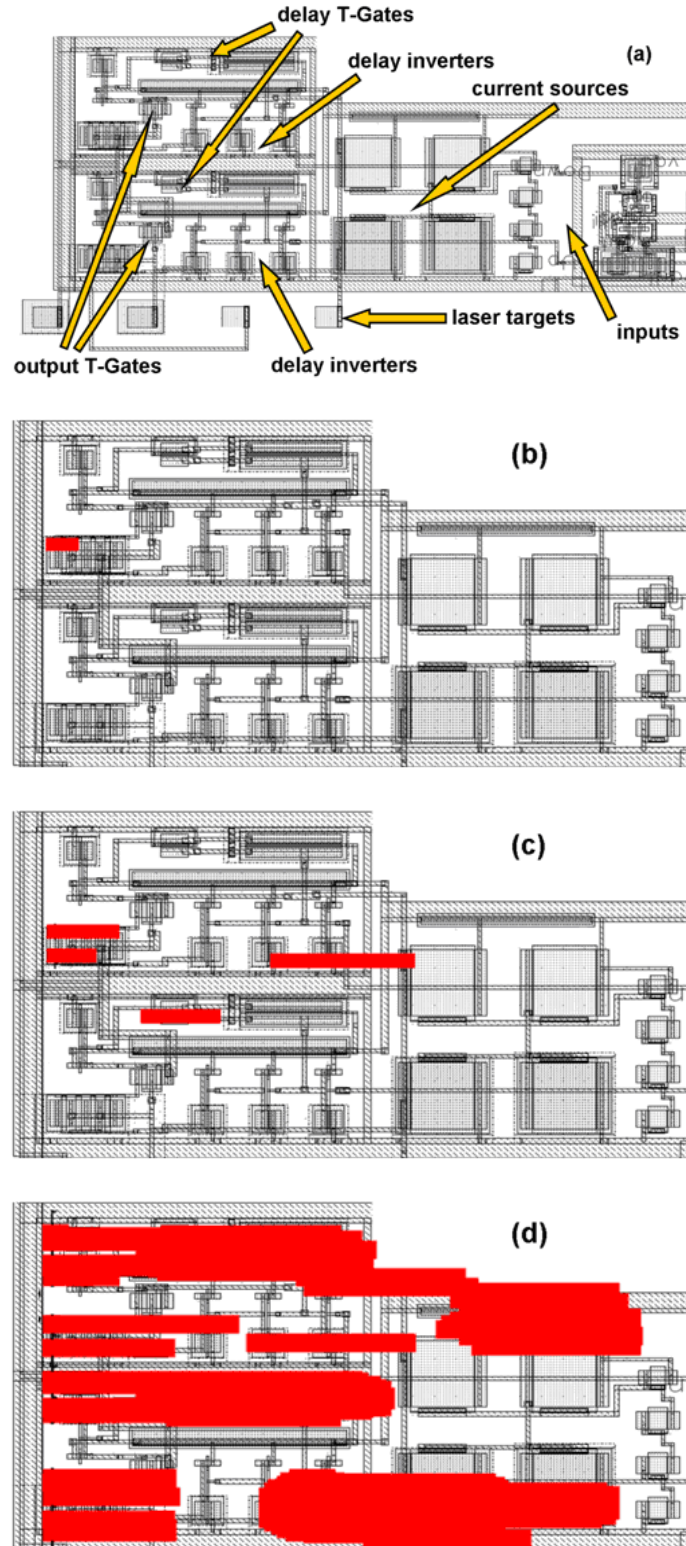 delay T-Gates
(a)
delay inverters
current sources
laser targets
inputs
output T-Gates
delay inverters
(b)
(c)
(d)